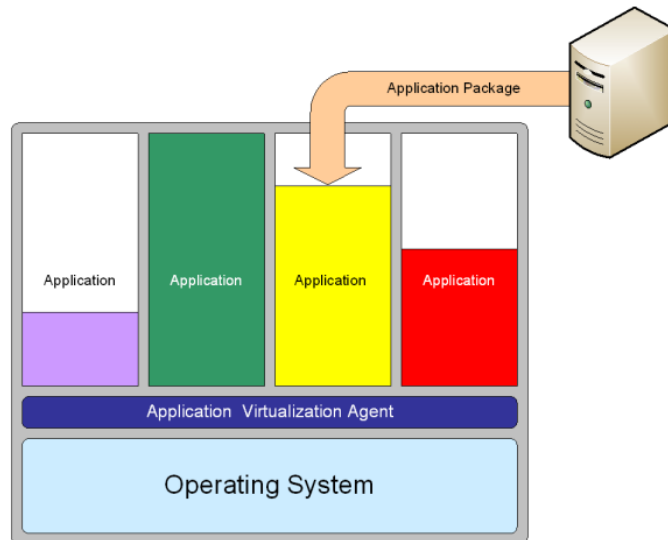 Application Package
Application
Application
Application
Application
Application Virtualization Agent
Operating System